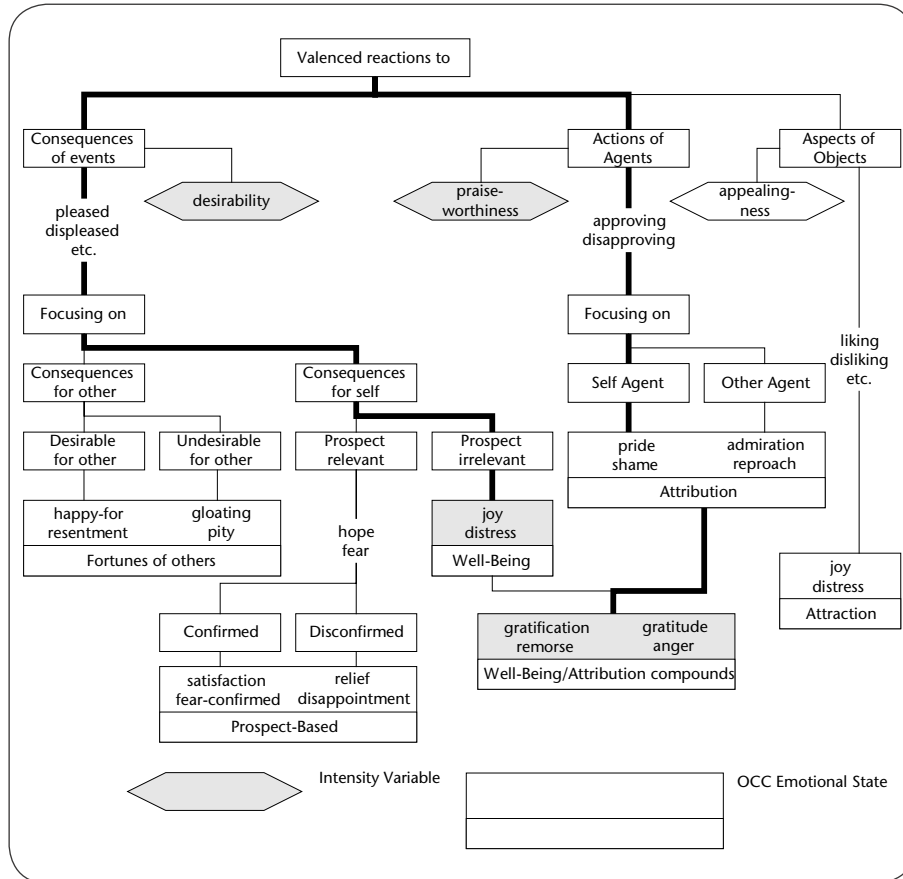 Valenced reactions to
Consequences
of events
Actions of
Agents
Aspects of
Objects
desirability
praise-
worthiness
appealing-
ness
pleased
displeased
etc.
approving
disapproving
Focusing on
Focusing on
liking
disliking
etc.
Consequences
for other
Consequences
for self
Self Agent
Other Agent
Desirable
for other
Undesirable
for other
Prospect
relevant
Prospect
irrelevant
pride
shame
admiration
reproach
Attribution
happy-for
resentment
gloating
pity
Fortunes of others
hope
fear
joy
distress
Well-Being
joy
distress
Attraction
Confirmed
Disconfirmed
gratification
remorse
gratitude
anger
Well-Being/Attribution compounds
satisfaction
fear-confirmed
relief
disappointment
Prospect-Based
Intensity Variable
OCC Emotional State